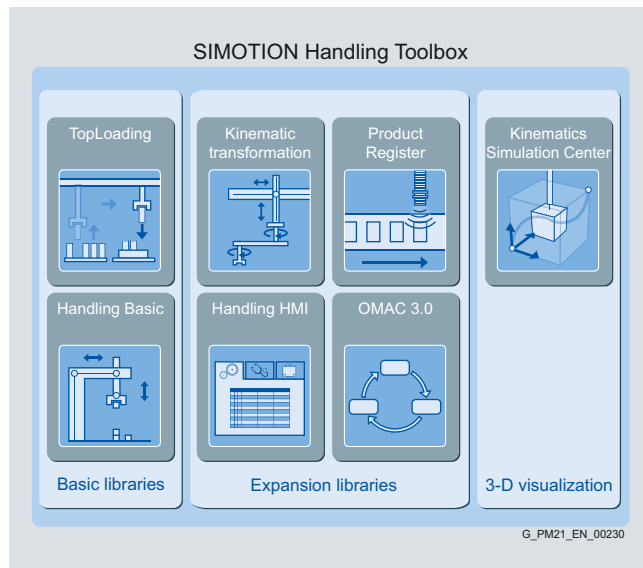 SIMOTION Handling Toolbox
TopLoading
Kinematic
transformation
Product
Register
Kinematics
Simulation Center
Handling Basic
Handling HMI
OMAC 3.0
Basic libraries
Expansion libraries
3-D visualization
G_PM21_EN_00230